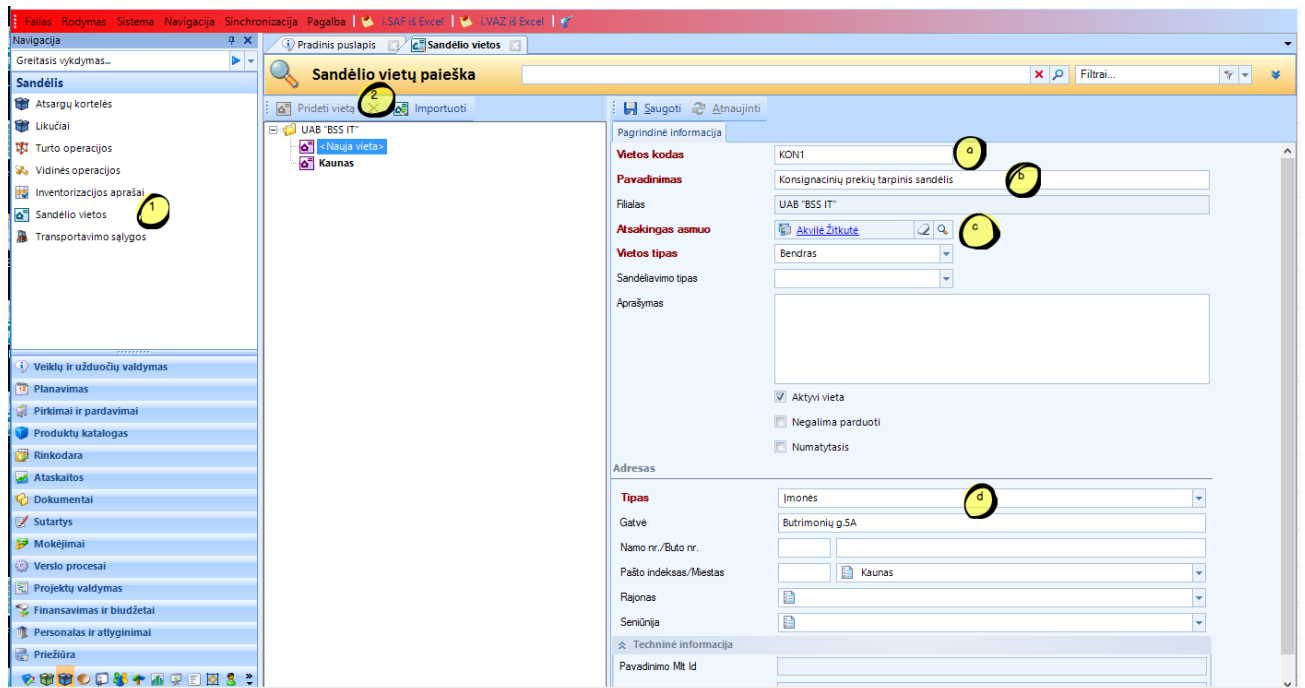 Failas Rodymas Sistema Navigacija Sinchronizacija Pagalba i.SAF iš Excel i.VAZ iš Excel
Navigacija
Pradinis puslapis Sandėlio vietos
Greitasis vykdymas...
Sandėlio vietų paieška
Filtrai...
Sandėlis
Atsargų kortelės
Likučiai
Turto operacijos
Vidinės operacijos
Inventorizacijos aprašai
Sandėlio vietos
1
Transportavimo sąlygos
Veiklų ir užduočių valdymas
Planavimas
Pirkimai ir pardavimai
Produktų katalogas
Rinkodara
Ataskaitos
Dokumentai
Sutartys
Mokėjimai
Verslo procesai
Projektų valdymas
Finansavimas ir biudžetai
Personalas ir atlyginimai
Priežiūra
Pridėti vietą
2
Importuoti
UAB "BSS IT"
<Nauja vieta>
Kaunas
Saugoti Atnaujinti
Pagrindinė informacija
Vietos kodas KON1 a
Pavadinimas Konsignacinių prekių tarpinis sandėlis b
Filialas UAB "BSS IT"
Atsakingas asmuo Akvilė Žitkutė c
Vietos tipas Bendras
Sandėliavimo tipas
Aprašymas
Aktyvi vieta
Negalima parduoti
Numatytasis
Adresas
Tipas Įmonės d
Gatvė Butrimonių g.5A
Namo nr./Buto nr.
Pašto indeksas/Miestas Kaunas
Rajonas
Seniūnija
Techninė informacija
Pavadinimo Mlt Id